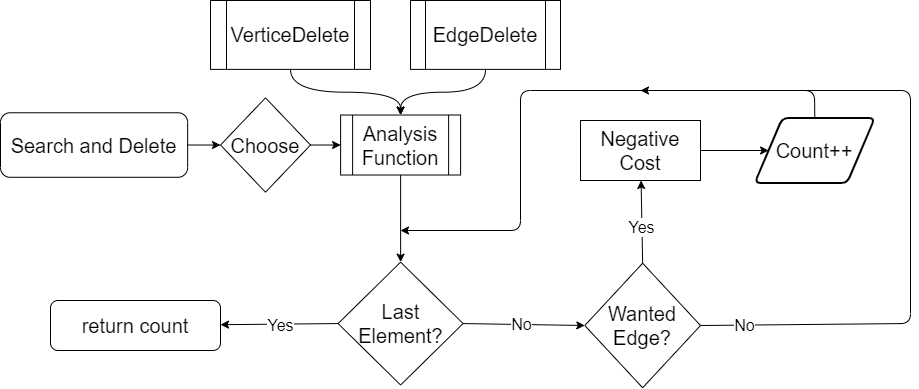 VerticeDelete
EdgeDelete
Search and Delete
Choose
Analysis
Function
Negative
Cost
Count++
Yes
return count
Yes
Last
Element?
No
Wanted
Edge?
No